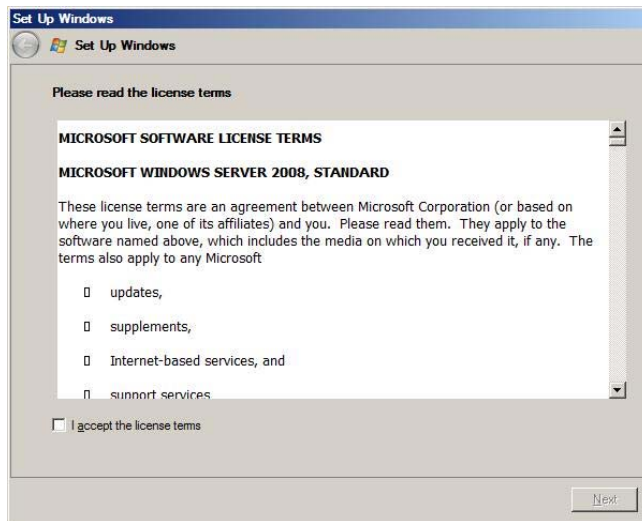 Set Up Windows
Set Up Windows
Please read the license terms
MICROSOFT SOFTWARE LICENSE TERMS
MICROSOFT WINDOWS SERVER 2008, STANDARD
These license terms are an agreement between Microsoft Corporation (or based on
where you live, one of its affiliates) and you.  Please read them.  They apply to the
software named above, which includes the media on which you received it, if any.  The
terms also apply to any Microsoft
▯ updates,
▯ supplements,
▯ Internet-based services, and
▯ support services
I accept the license terms
Next